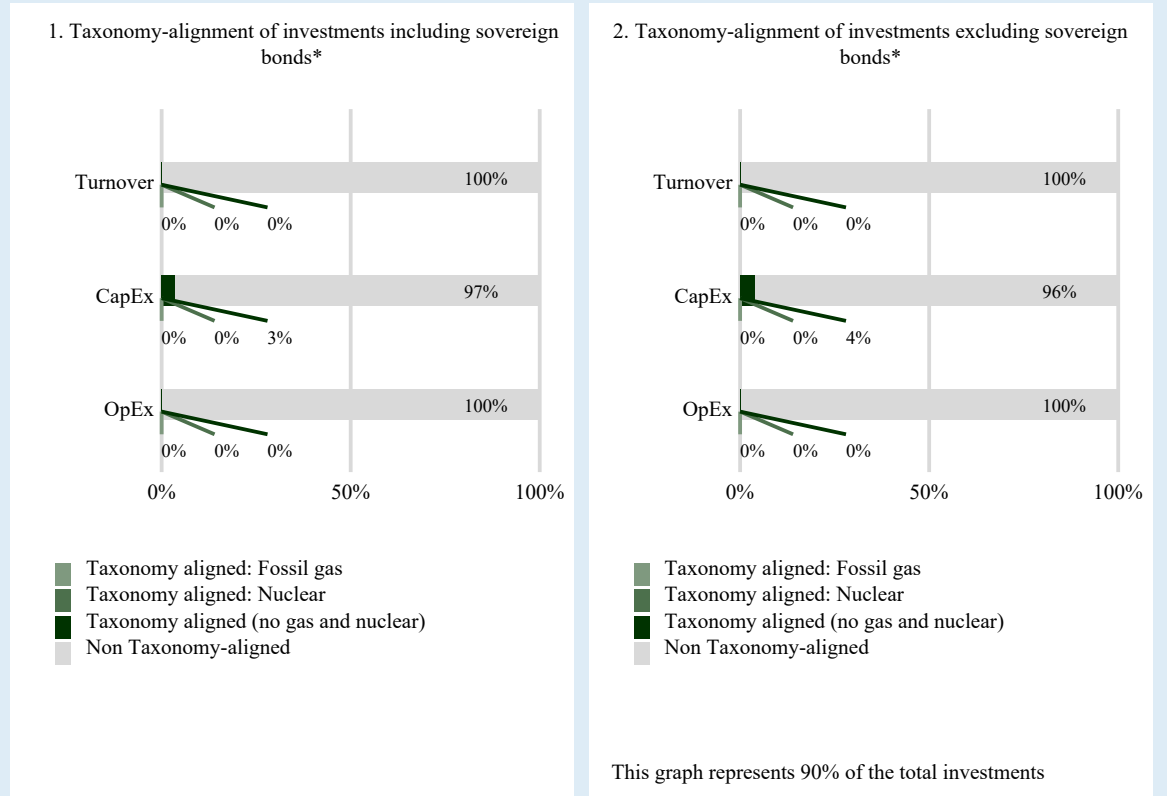 1. Taxonomy-alignment of investments including sovereign
bonds*
Turnover
100%
0% 0% 0%
CapEx
97%
0% 0% 3%
OpEx
100%
0% 0% 0%
0% 50% 100%
Taxonomy aligned: Fossil gas
Taxonomy aligned: Nuclear
Taxonomy aligned (no gas and nuclear)
Non Taxonomy-aligned
2. Taxonomy-alignment of investments excluding sovereign
bonds*
Turnover
100%
0% 0% 0%
CapEx
96%
0% 0% 4%
OpEx
100%
0% 0% 0%
0% 50% 100%
Taxonomy aligned: Fossil gas
Taxonomy aligned: Nuclear
Taxonomy aligned (no gas and nuclear)
Non Taxonomy-aligned
This graph represents 90% of the total investments